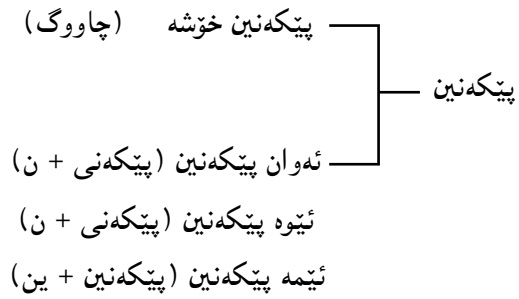 پێکەنین خۆشە (چاووگ)
پێکەنین
ئەوان پێکەنین (پێکەنی + ن)
ئێوە پێکەنین (پێکەنی + ن)
ئێمە پێکەنین (پێکەنین + ین)